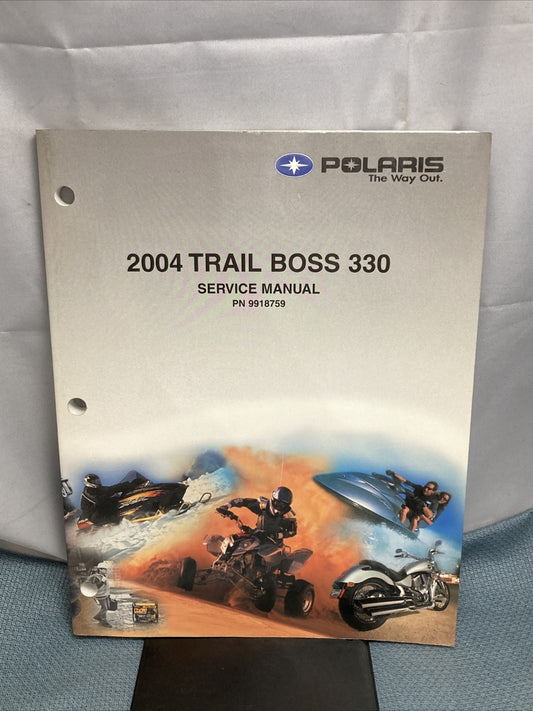 POLARIS
The Way Out.
2004 TRAIL BOSS 330
SERVICE MANUAL
PN 9918759